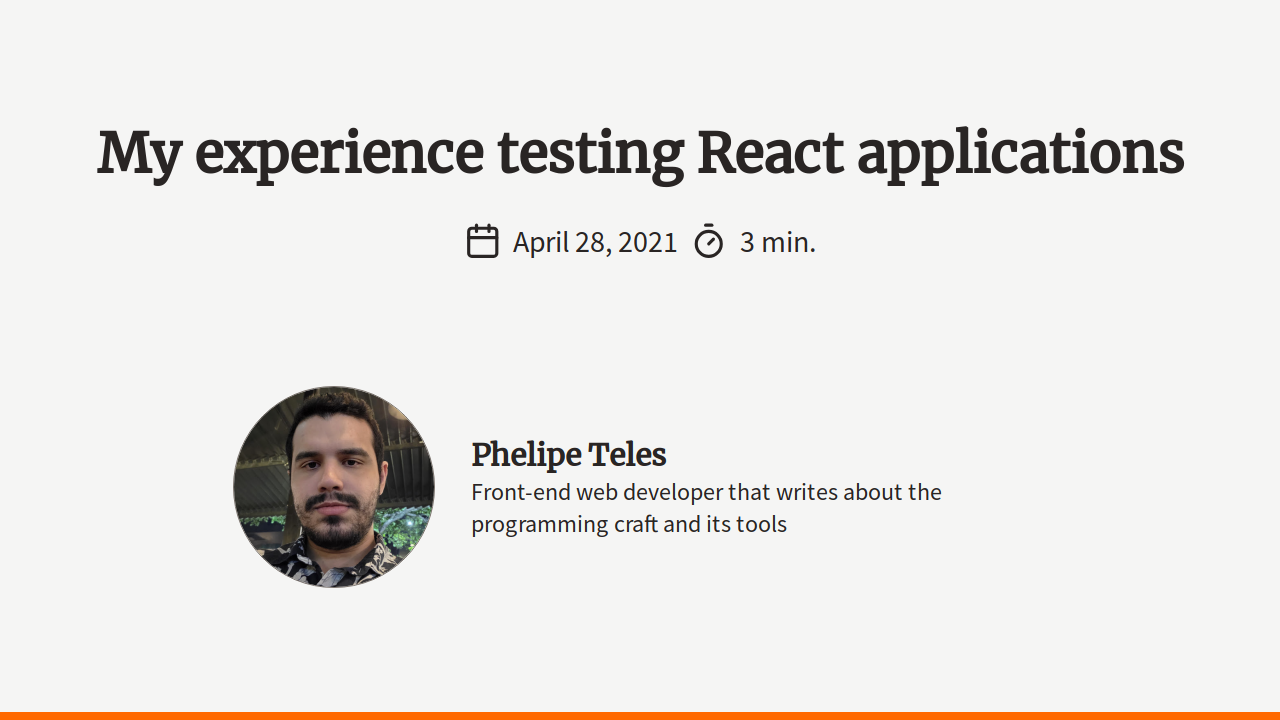 My experience testing React applications
April 28, 2021 3 min.
Phelipe Teles
Front-end web developer that writes about the
programming craft and its tools